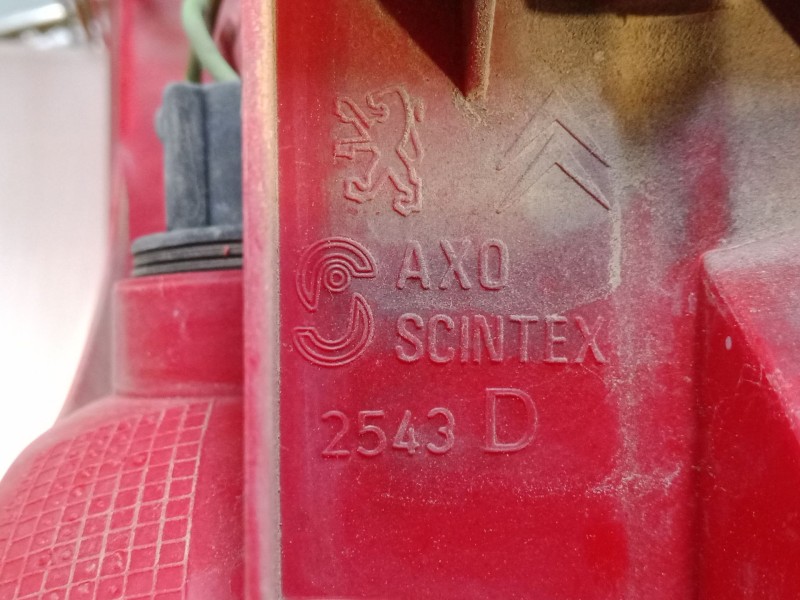 AXO
SCINTEX
2543 D